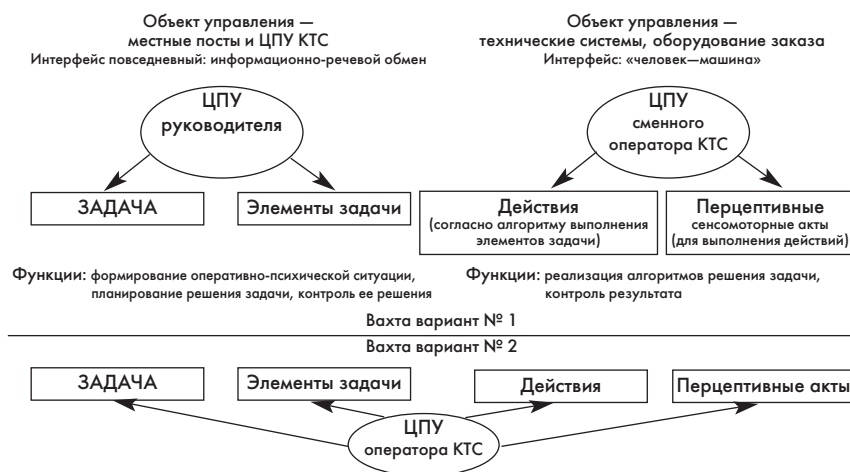 Объект управления —
местные посты и ЦПУ КТС
Интерфейс повседневный: информационно-речевой обмен
ЦПУ
руководителя
ЗАДАЧА
Элементы задачи
Функции: формирование оперативно-психической ситуации,
планирование решения задачи, контроль ее решения
Объект управления —
технические системы, оборудование заказа
Интерфейс: «человек—машина»
ЦПУ
сменного
оператора КТС
Действия
(согласно алгоритму выполнения
элементов задачи)
Перцептивные
сенсомоторные акты
(для выполнения действий)
Функции: реализация алгоритмов решения задачи,
контроль результата
Вахта вариант № 1
Вахта вариант № 2
ЗАДАЧА
Элементы задачи
Действия
Перцептивные акты
ЦПУ
оператора КТС